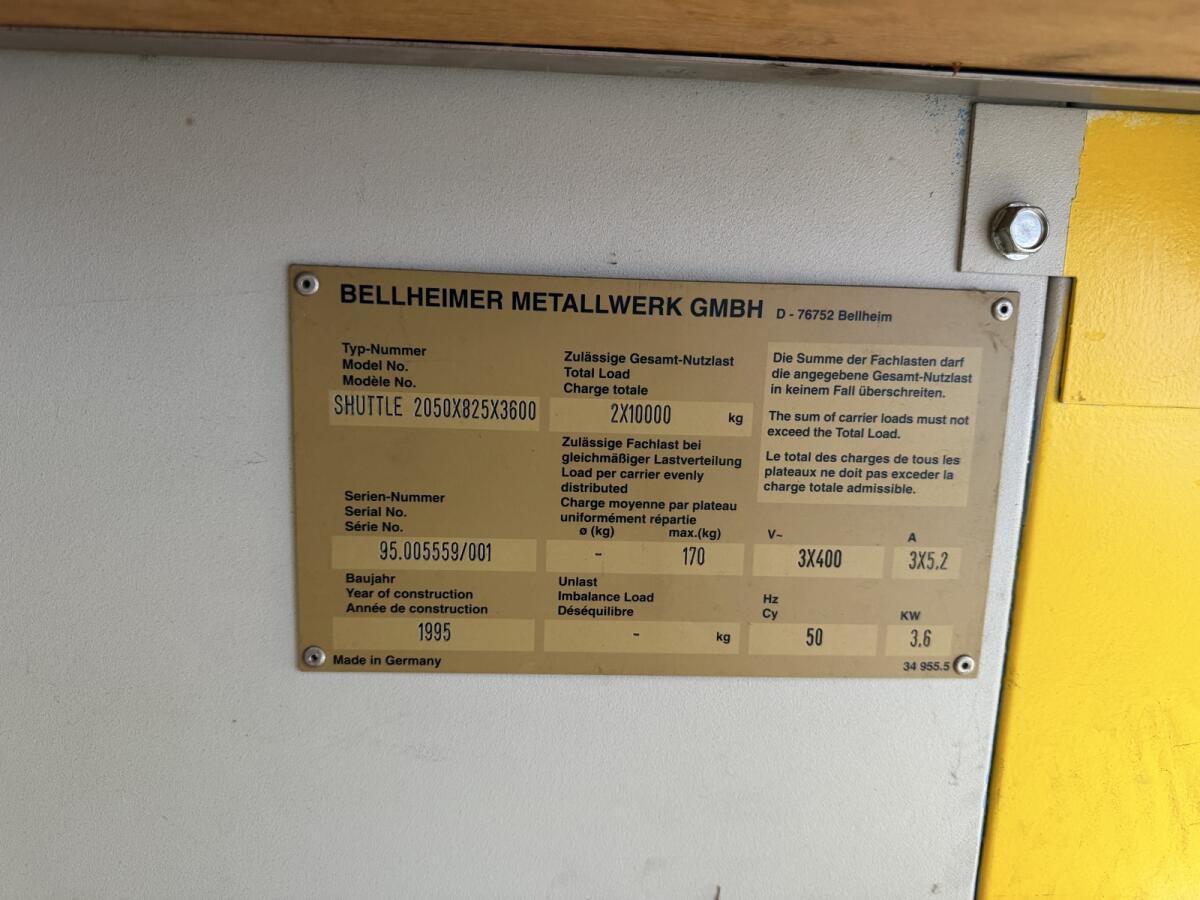 BELLHEIMER METALLWERK GMBH D - 76752 Bellheim
Typ-Nummer
Model No.
Modèle No.
SHUTTLE 2050X825X3600
Zulässige Gesamt-Nutzlast
Total Load
Charge totale
2X10000 kg
Die Summe der Fachlasten darf
die angegebene Gesamt-Nutzlast
in keinem Fall überschreiten.
The sum of carrier loads must not
exceed the Total Load.
Le total des charges de tous les
plateaux ne doit pas exceder la
charge totale admissible.
Serien-Nummer
Serial No.
Série No.
95.005559/001
Zulässige Fachlast bei
gleichmäßiger Lastverteilung
Load per carrier evenly
distributed
Charge moyenne par plateau
uniformément répartie
ø (kg) max.(kg)
- 170
V~
3X400
A
3X5.2
Baujahr
Year of construction
Année de construction
1995
Unlast
Imbalance Load
Déséquilibre
- kg
Hz
Cy
50
KW
3.6
Made in Germany
34 955.5